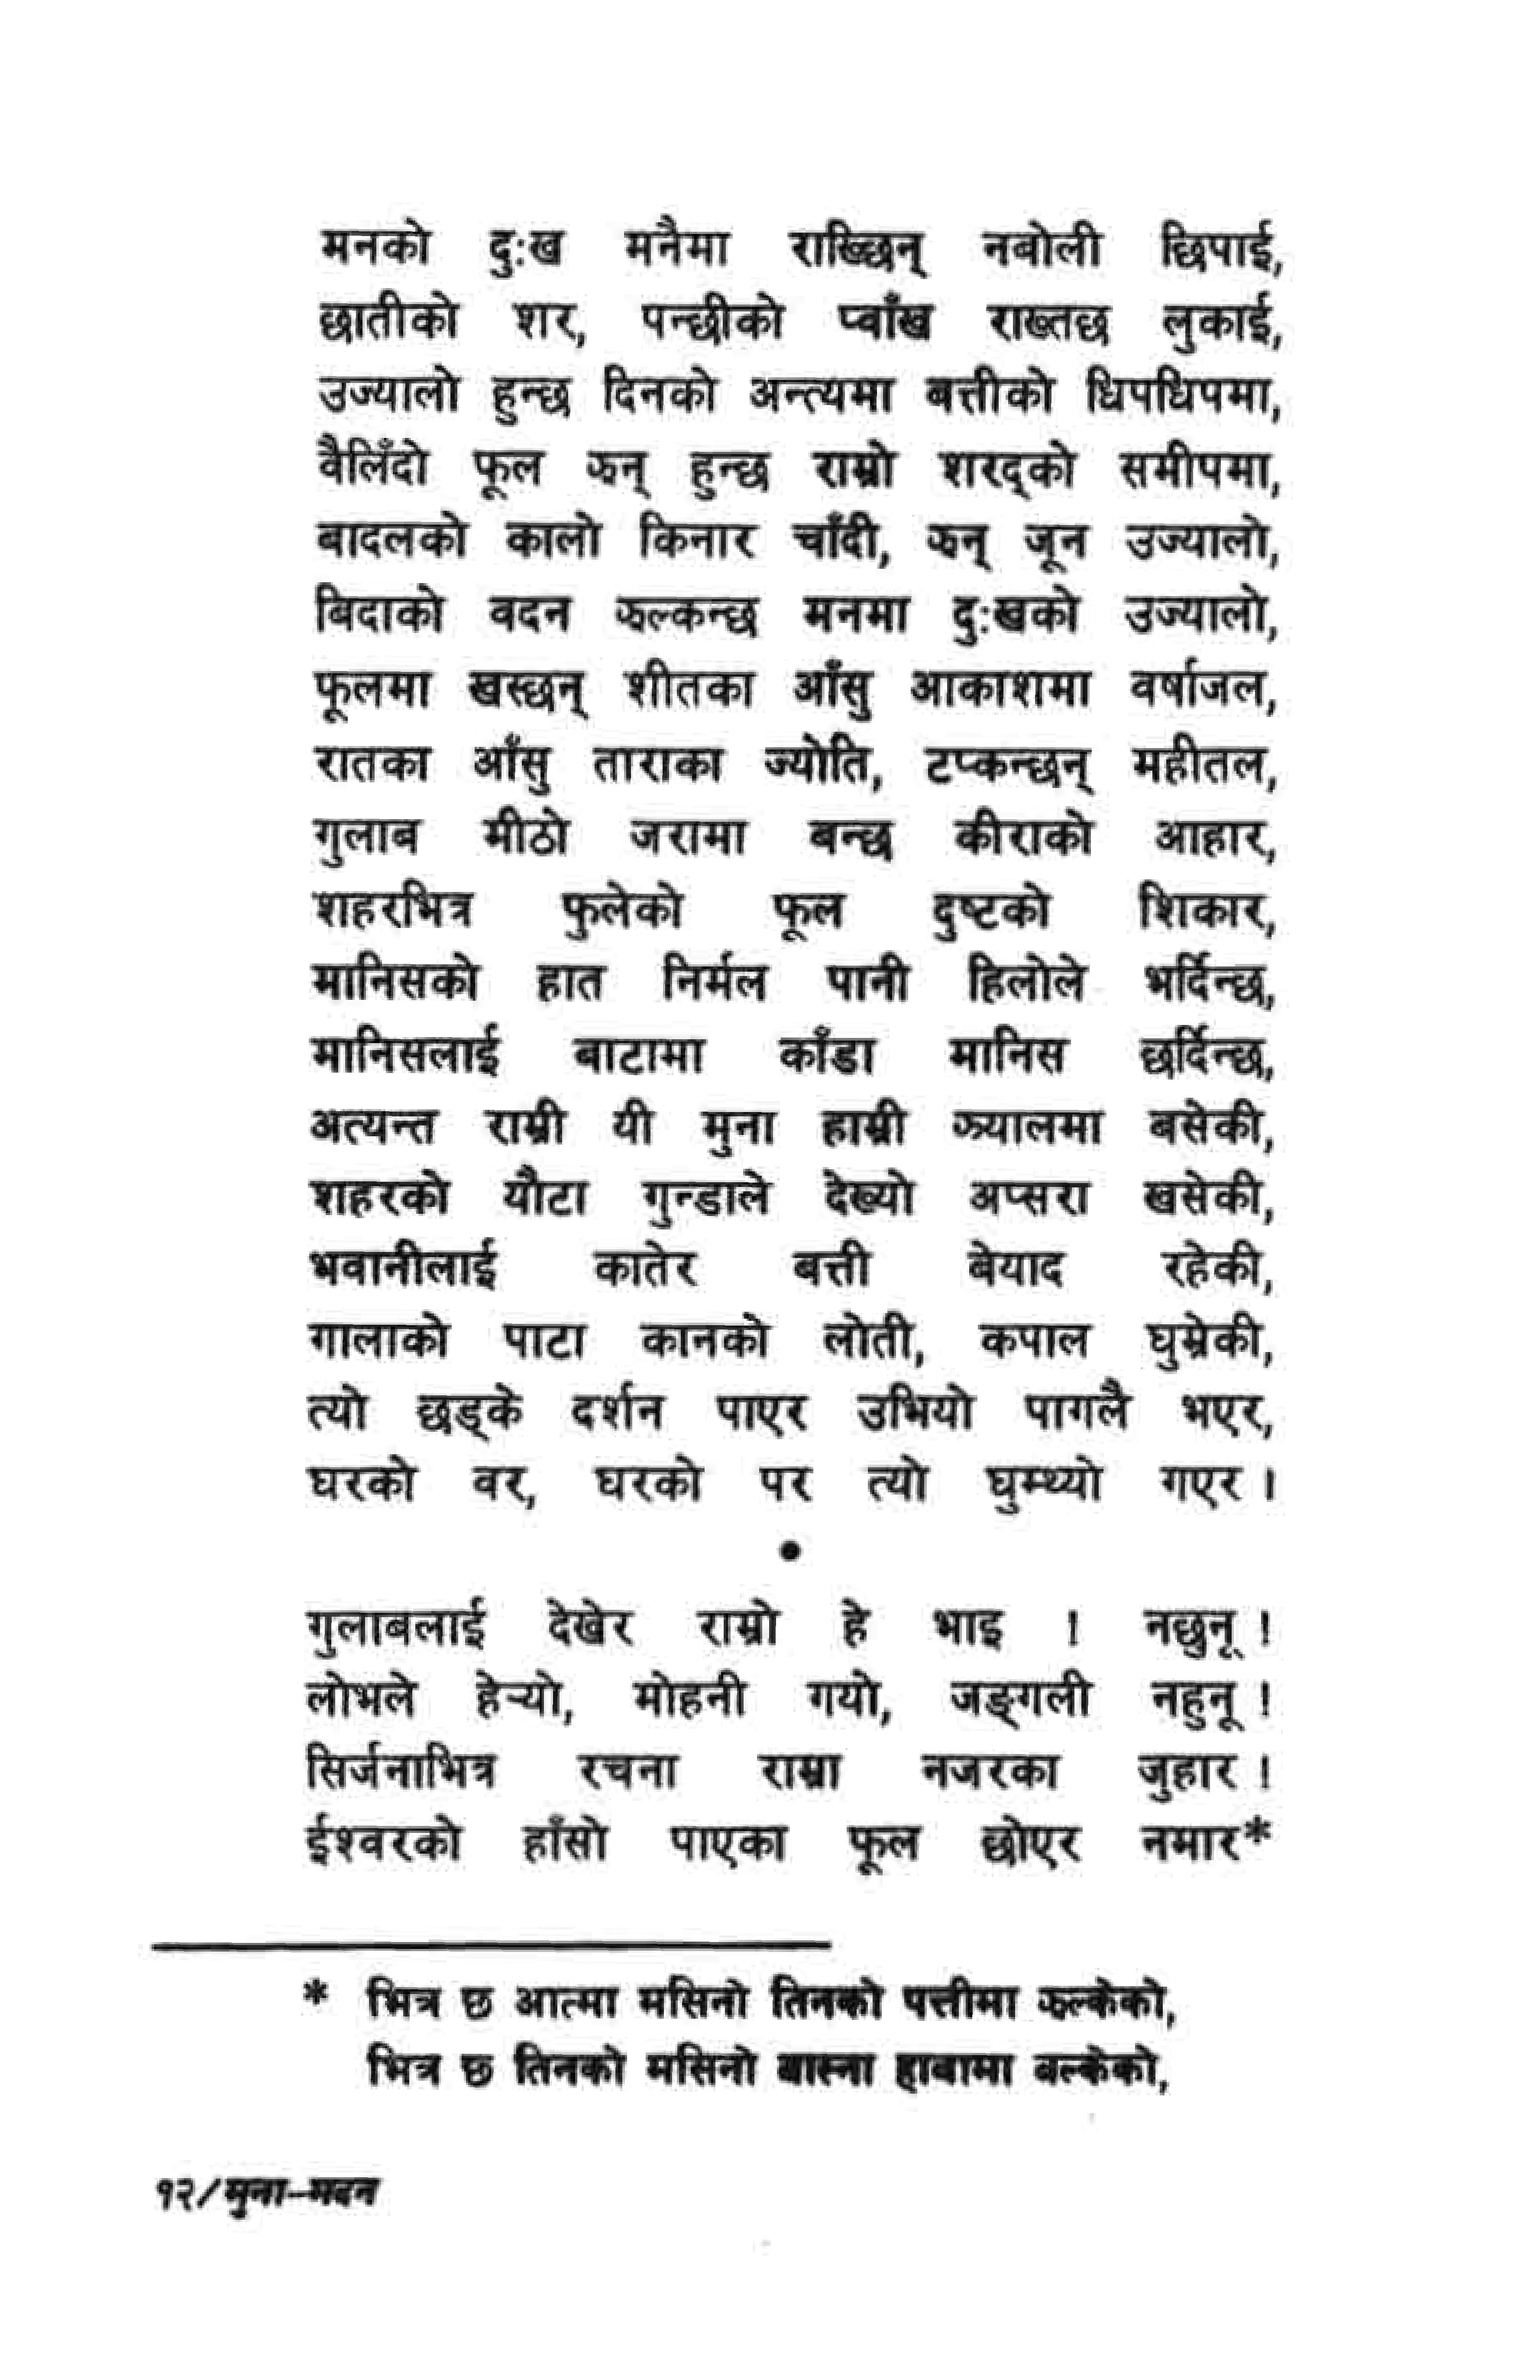 मनको दुःख मनैमा राख्छिन् नबोली छिपाई,
छातीको शर, पन्छीको प्वाँख राख्तछ लुकाई,
उज्यालो हुन्छ दिनको अन्त्यमा बत्तीको धिपधिपमा,
वैलिँदो फूल झन् हुन्छ राम्रो शरद्को समीपमा,
बादलको कालो किनार चाँदी, झन् जून उज्यालो,
बिदाको वदन झल्कन्छ मनमा दुःखको उज्यालो,
फूलमा खस्छन् शीतका आँसु आकाशमा वर्षाजल,
रातका आँसु ताराका ज्योति, टप्कन्छन् महीतल,
गुलाब मीठो जरामा बन्छ कीराको आहार,
शहरभित्र फुलेको फूल दुष्टको शिकार,
मानिसको हात निर्मल पानी हिलोले भर्दिन्छ,
मानिसलाई बाटामा काँडा मानिस छर्दिन्छ,
अत्यन्त राम्री यी मुना हाम्री झ्यालमा बसेकी,
शहरको यौटा गुन्डाले देख्यो अप्सरा खसेकी,
भवानीलाई कातेर बत्ती बेयाद रहेकी,
गालाको पाटा कानको लोती, कपाल घुम्रेकी,
त्यो छड्के दर्शन पाएर उभियो पागलै भएर,
घरको वर, घरको पर त्यो घुम्थ्यो गएर ।
•
गुलाबलाई देखेर राम्रो हे भाइ ! नछुनू !
लोभले हेर्‍यो, मोहनी गयो, जङ्गली नहुनू !
सिर्जनाभित्र रचना राम्रा नजरका जुहार !
ईश्वरको हाँसो पाएका फूल छोएर नमार*
* भित्र छ आत्मा मसिनो तिनको पत्तीमा झल्केको,
भित्र छ तिनको मसिनो बास्ना हावामा बल्केको,
१२/मुना-मदन